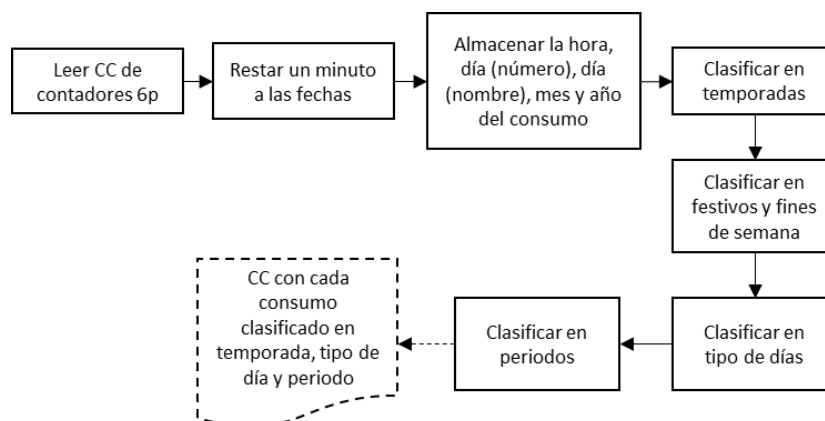 Leer CC de
contadores 6p
Restar un minuto
a las fechas
Almacenar la hora,
día (número), día
(nombre), mes y año
del consumo
Clasificar en
temporadas
Clasificar en
festivos y fines
de semana
Clasificar en
tipo de días
Clasificar en
periodos
CC con cada
consumo
clasificado en
temporada, tipo de
día y periodo